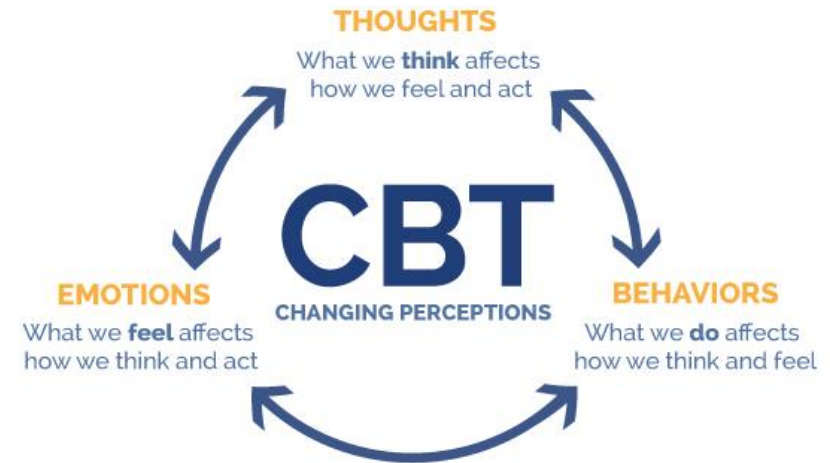 THOUGHTS
What we think affects
how we feel and act
CBT
CHANGING PERCEPTIONS
EMOTIONS
What we feel affects
how we think and act
BEHAVIORS
What we do affects
how we think and feel